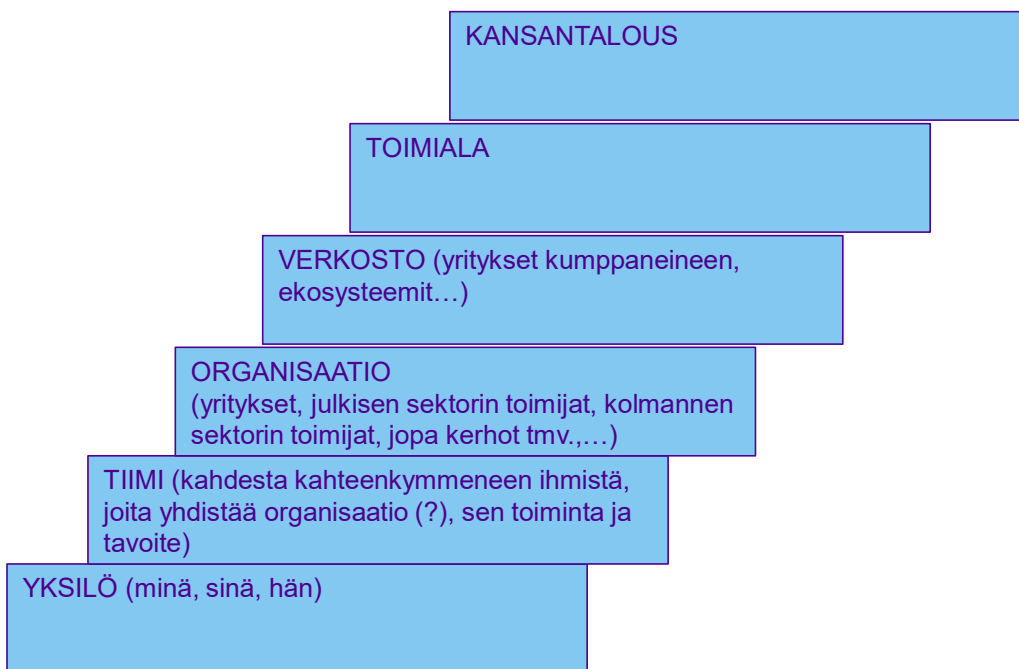 KANSANTALOUS
TOIMIALA
VERKOSTO (yritykset kumppaneineen,
ekosysteemit…)
ORGANISAATIO
(yritykset, julkisen sektorin toimijat, kolmannen
sektorin toimijat, jopa kerhot tmv.,…)
TIIMI (kahdesta kahteenkymmeneen ihmistä,
joita yhdistää organisaatio (?), sen toiminta ja
tavoite)
YKSILÖ (minä, sinä, hän)